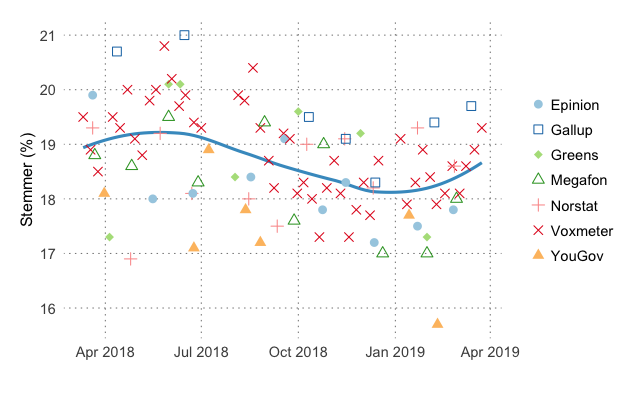 21
20
19
18
17
16
Stemmer (%)
Apr 2018
Jul 2018
Oct 2018
Jan 2019
Apr 2019
Epinion
Gallup
Greens
Megafon
Norstat
Voxmeter
YouGov